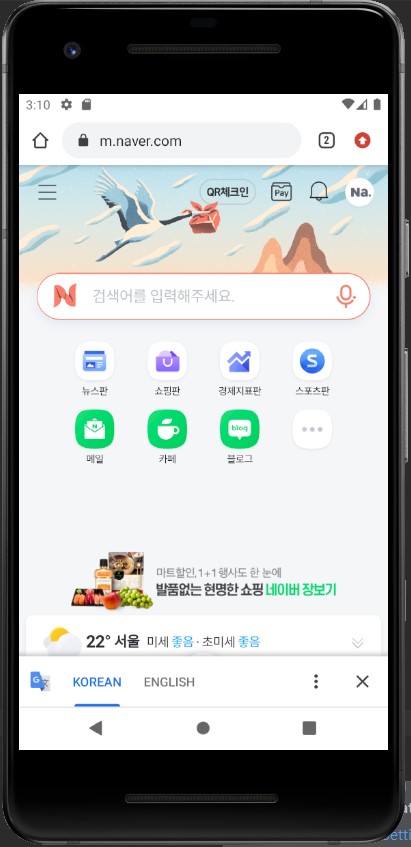 3:10
m.naver.com
2
QR체크인
Pay
Na.
검색어를 입력해주세요.
뉴스판
쇼핑판
경제지표판
스포츠판
S
N
blog
메일
카페
블로그
마트할인, 1+1 행사도 한 눈에
발품없는 현명한 쇼핑 네이버 장보기
22° 서울 미세 좋음 · 초미세 좋음
G
KOREAN
ENGLISH